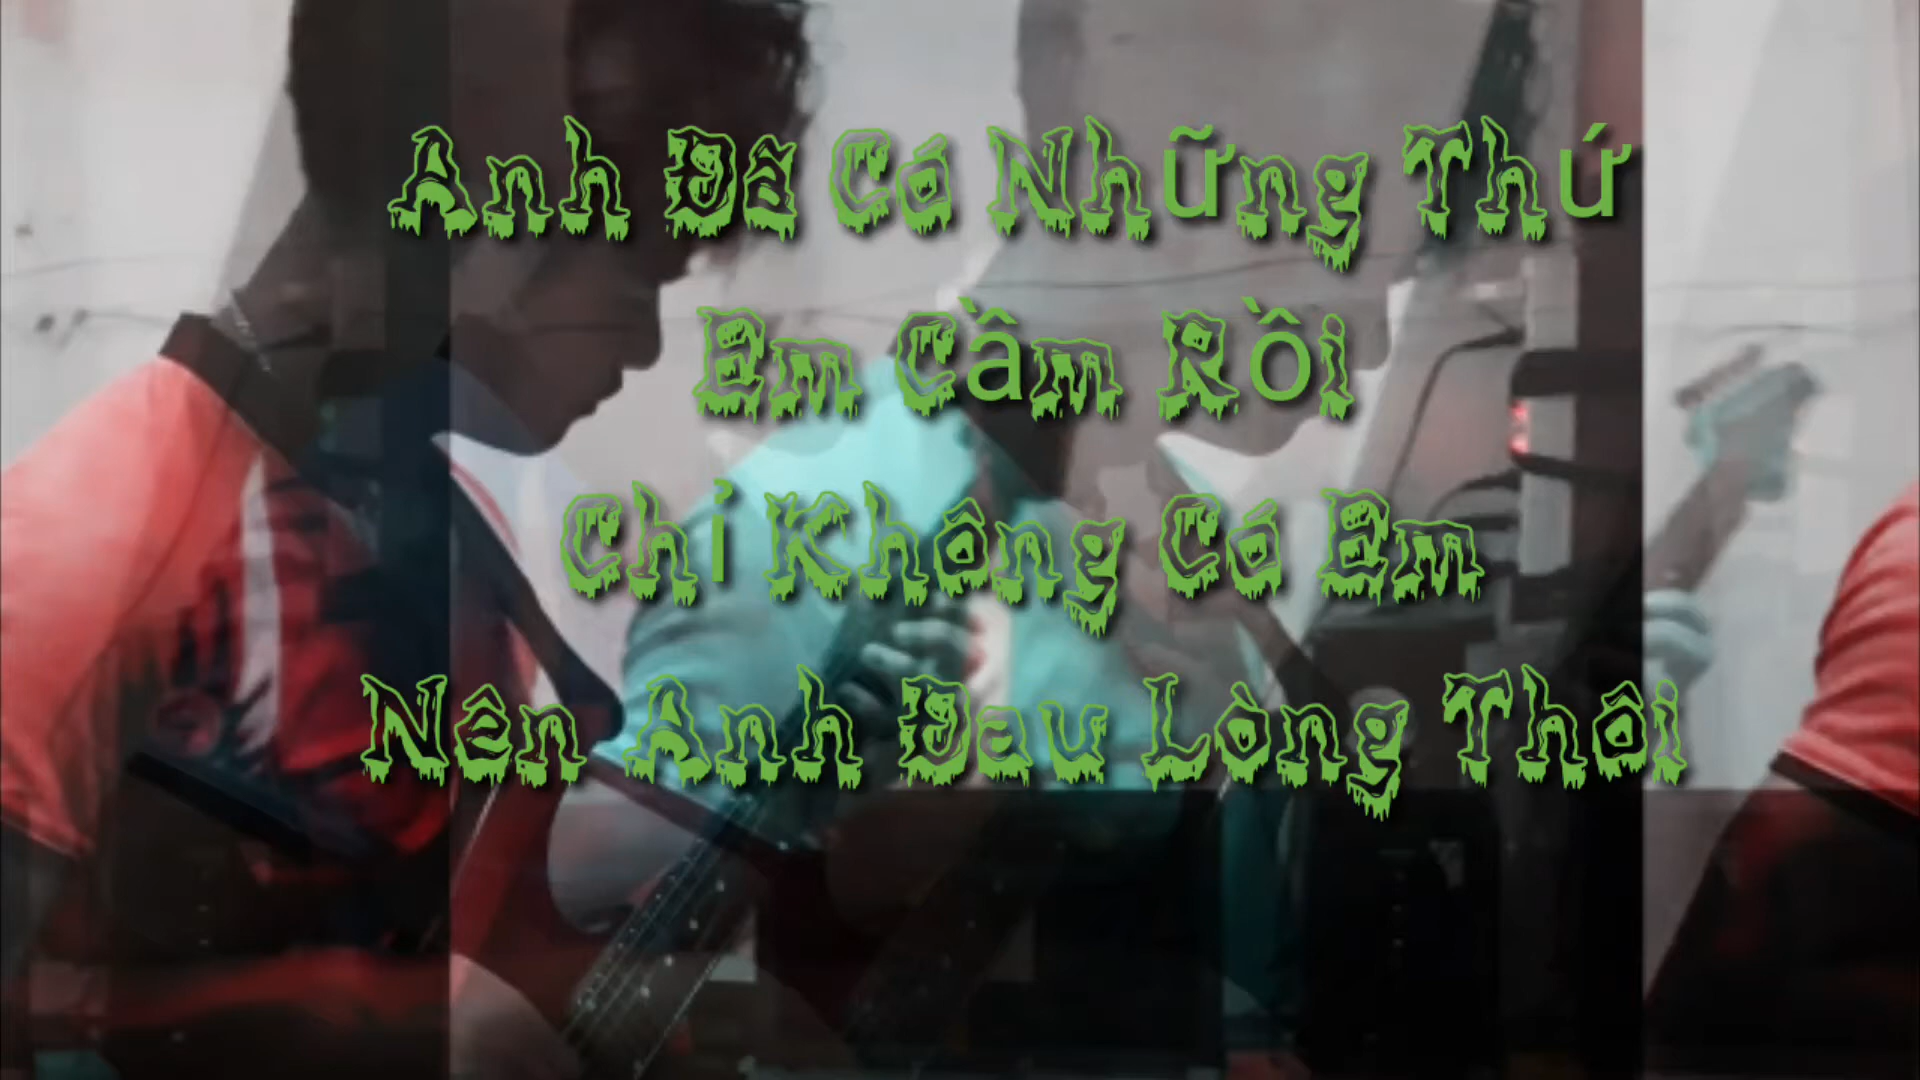 Anh Đã Có Những Thứ
Em Cầm Rồi
Chỉ Không Có Em
Nên Anh Đau Lòng Thôi